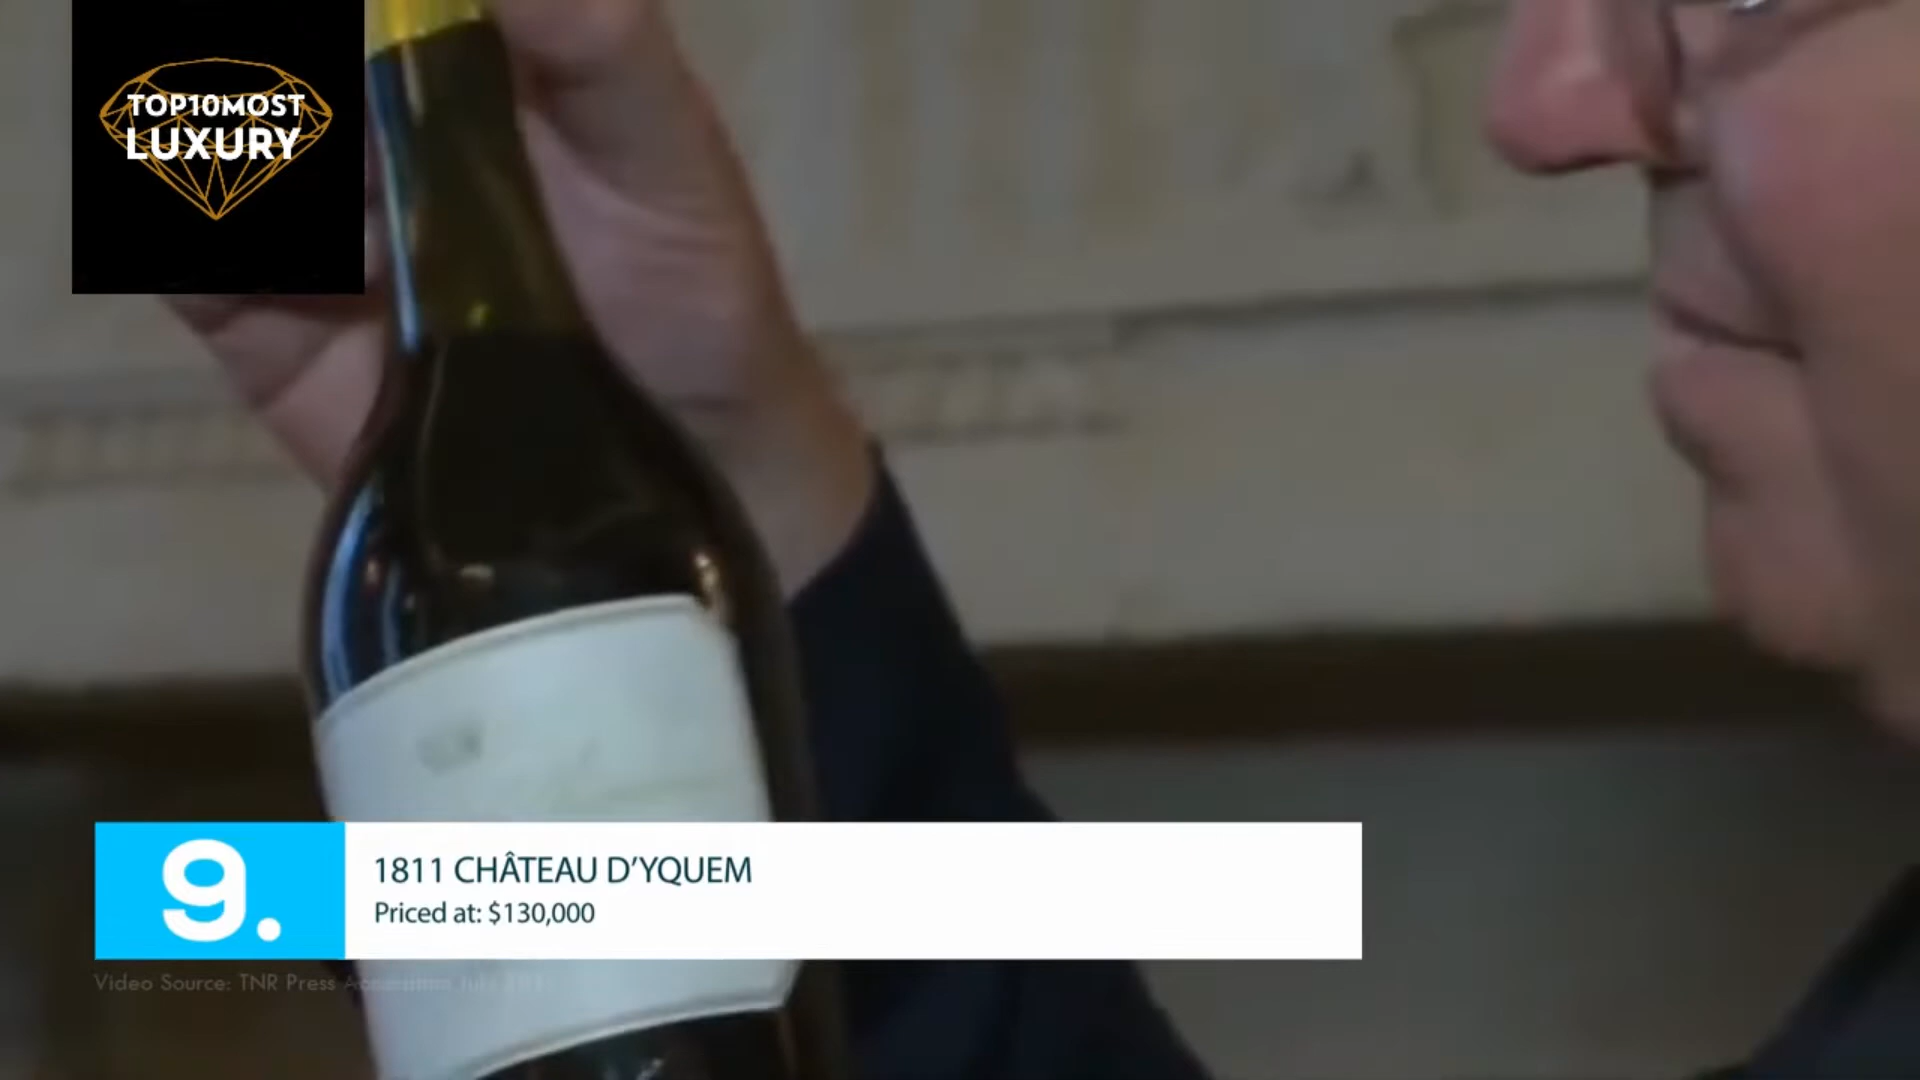 TOP10MOST
LUXURY
9.
1811 CHÂTEAU D'YQUEM
Priced at: $130,000
Video Source: TNR Press